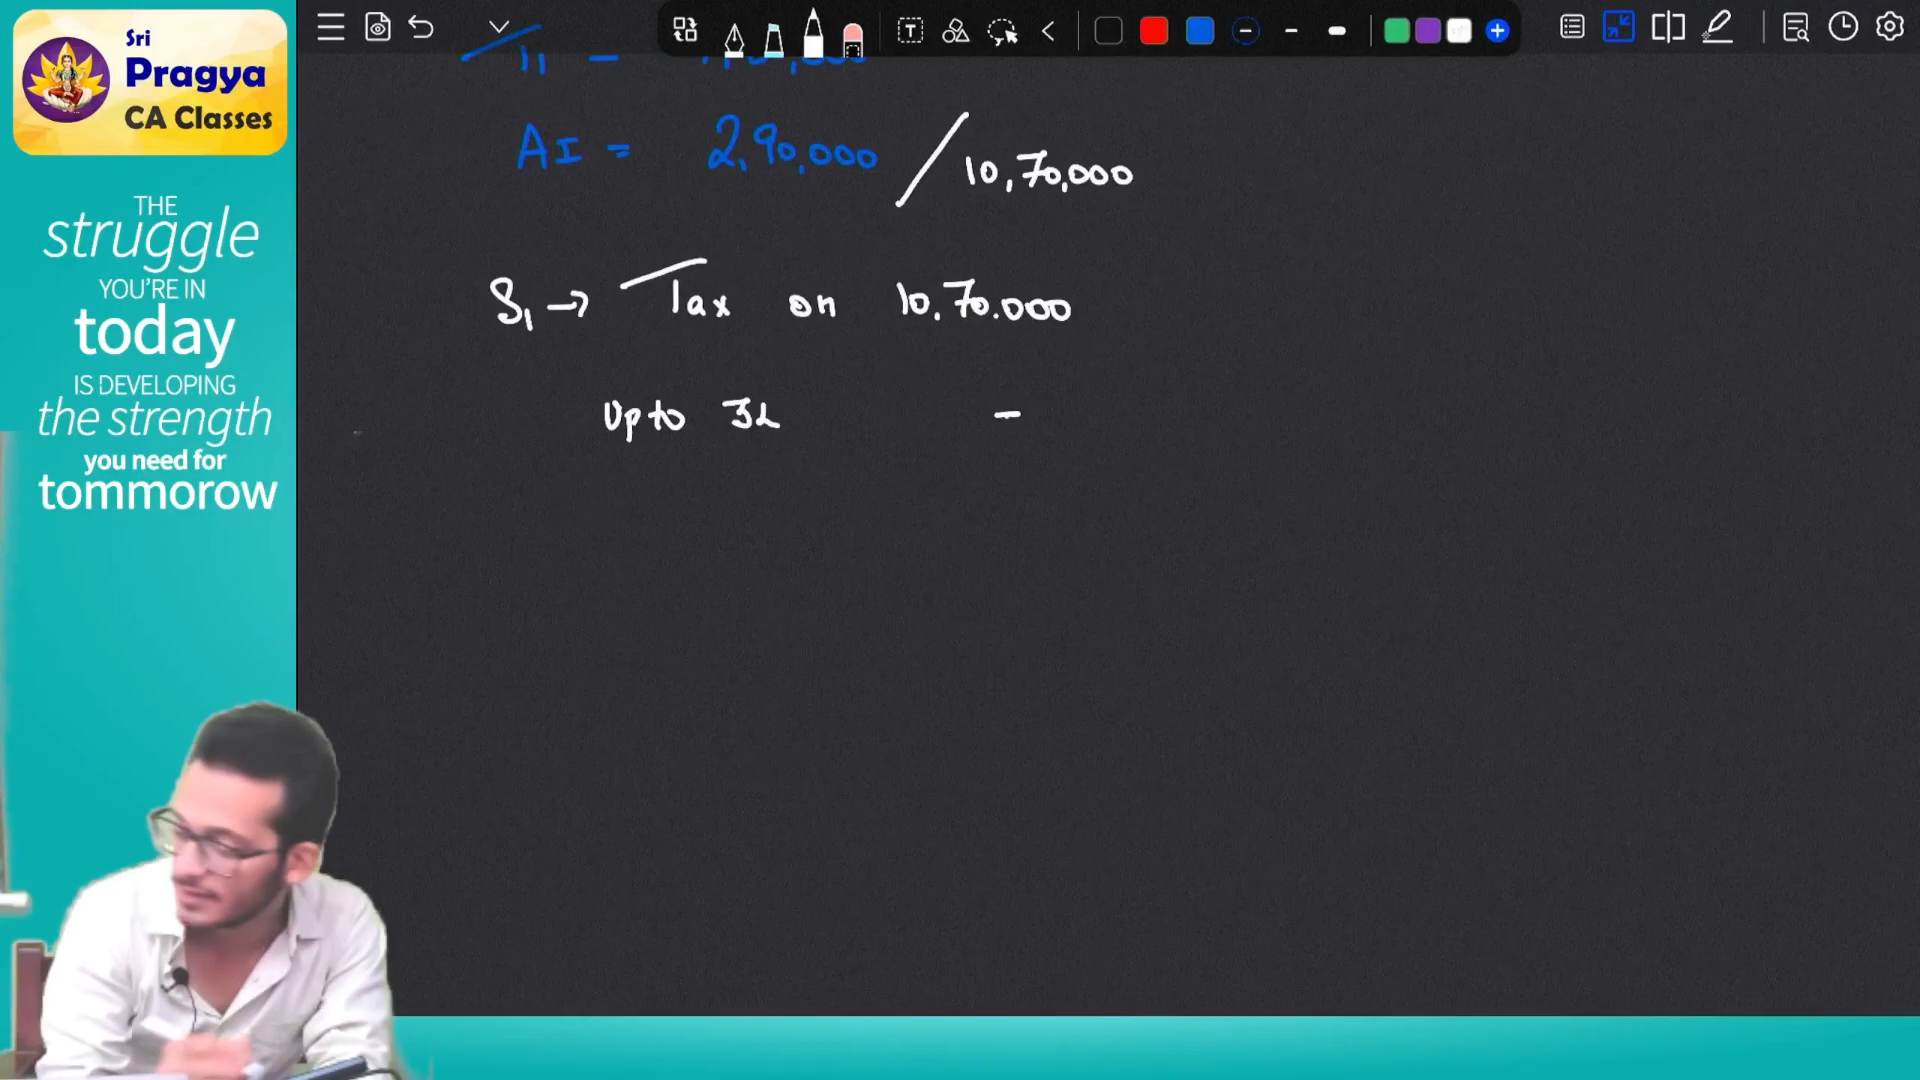 Sri
Pragya
CA Classes
THE
struggle
YOU'RE IN
today
IS DEVELOPING
the strength
you need for
tommorow
AI = 2,90,000 / 10,70,000
S1 → Tax on 10,70,000
Upto 3L –